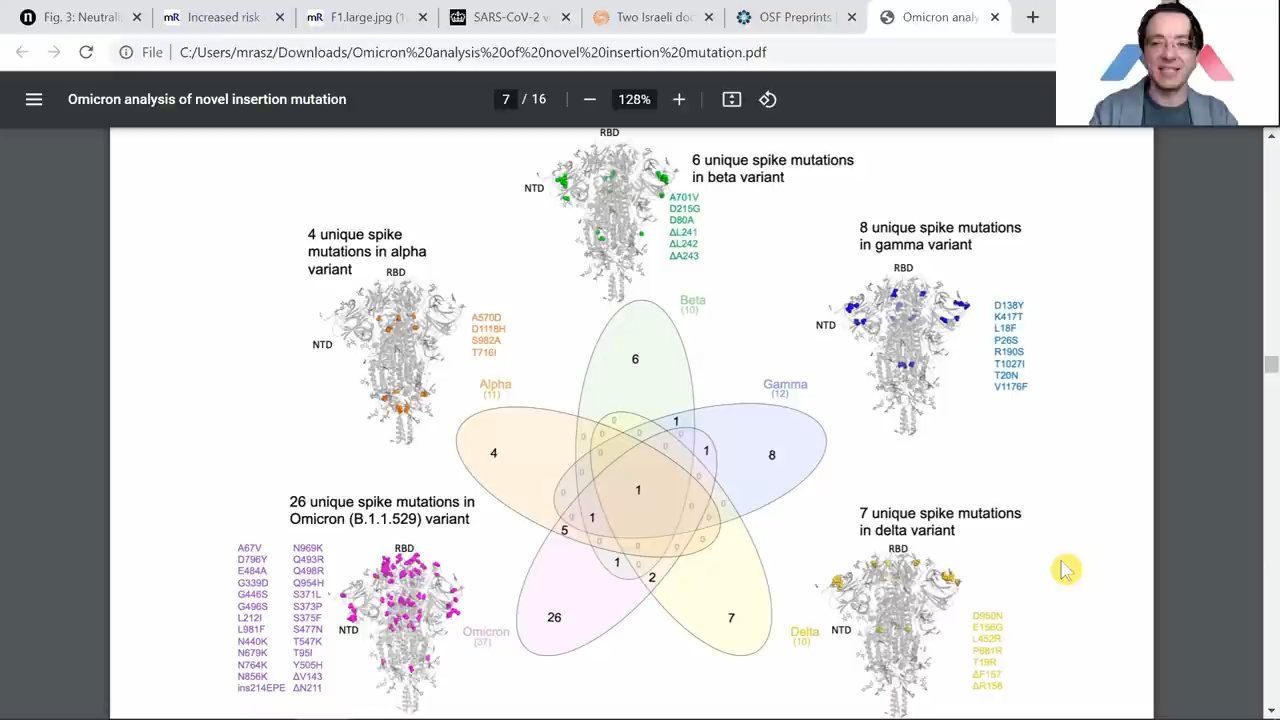 Fig. 3: Neutrali
Increased risk
F1.large.jpg (1
SARS-CoV-2 v
Two Israeli doc
OSF Preprints |
Omicron analy
File
C:/Users/mrasz/Downloads/Omicron%20analysis%20of%20novel%20insertion%20mutation.pdf
Omicron analysis of novel insertion mutation
7 / 16
128%
RBD
NTD
6 unique spike mutations
in beta variant
A701V
D215G
D80A
ΔL241
ΔL242
ΔA243
4 unique spike
mutations in alpha
variant
RBD
NTD
A570D
D1118H
S982A
T716I
8 unique spike mutations
in gamma variant
RBD
NTD
D138Y
K417T
L18F
P26S
R190S
T1027I
T20N
V1176F
Beta
(10)
Alpha
(11)
Gamma
(12)
6
1
1
4
8
1
1
5
1
2
26
7
26 unique spike mutations in
Omicron (B.1.1.529) variant
A67V N969K
D796Y Q493R
E484A Q498R
G339D Q954H
G446S S371L
G496S S373P
L212I S375F
L981F S477N
N440K T547K
N679K T95I
N764K Y505H
N856K ΔV143
ins214EPE ΔN211
RBD
NTD
Omicron
(37)
7 unique spike mutations
in delta variant
RBD
Delta
(10)
NTD
D950N
E156G
L452R
P681R
T19R
ΔF157
ΔR158